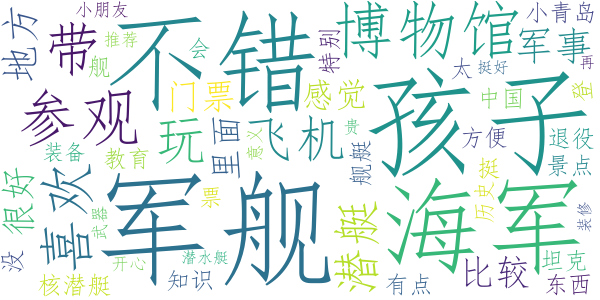 小朋友
推荐
地方
舰
带
不错
会
特别
博物馆
小青岛
军事
太
挺好
再
参观
门票
感觉
孩子
中国
登
玩
里面
飞机
意义
贵
舰艇
方便
退役
景点
装备
教育
很好
喜欢
武器
票
军舰
潜艇
海军
历史
挺
装修
没
核潜艇
开心
潜水艇
知识
有点
比较
坦克
东西